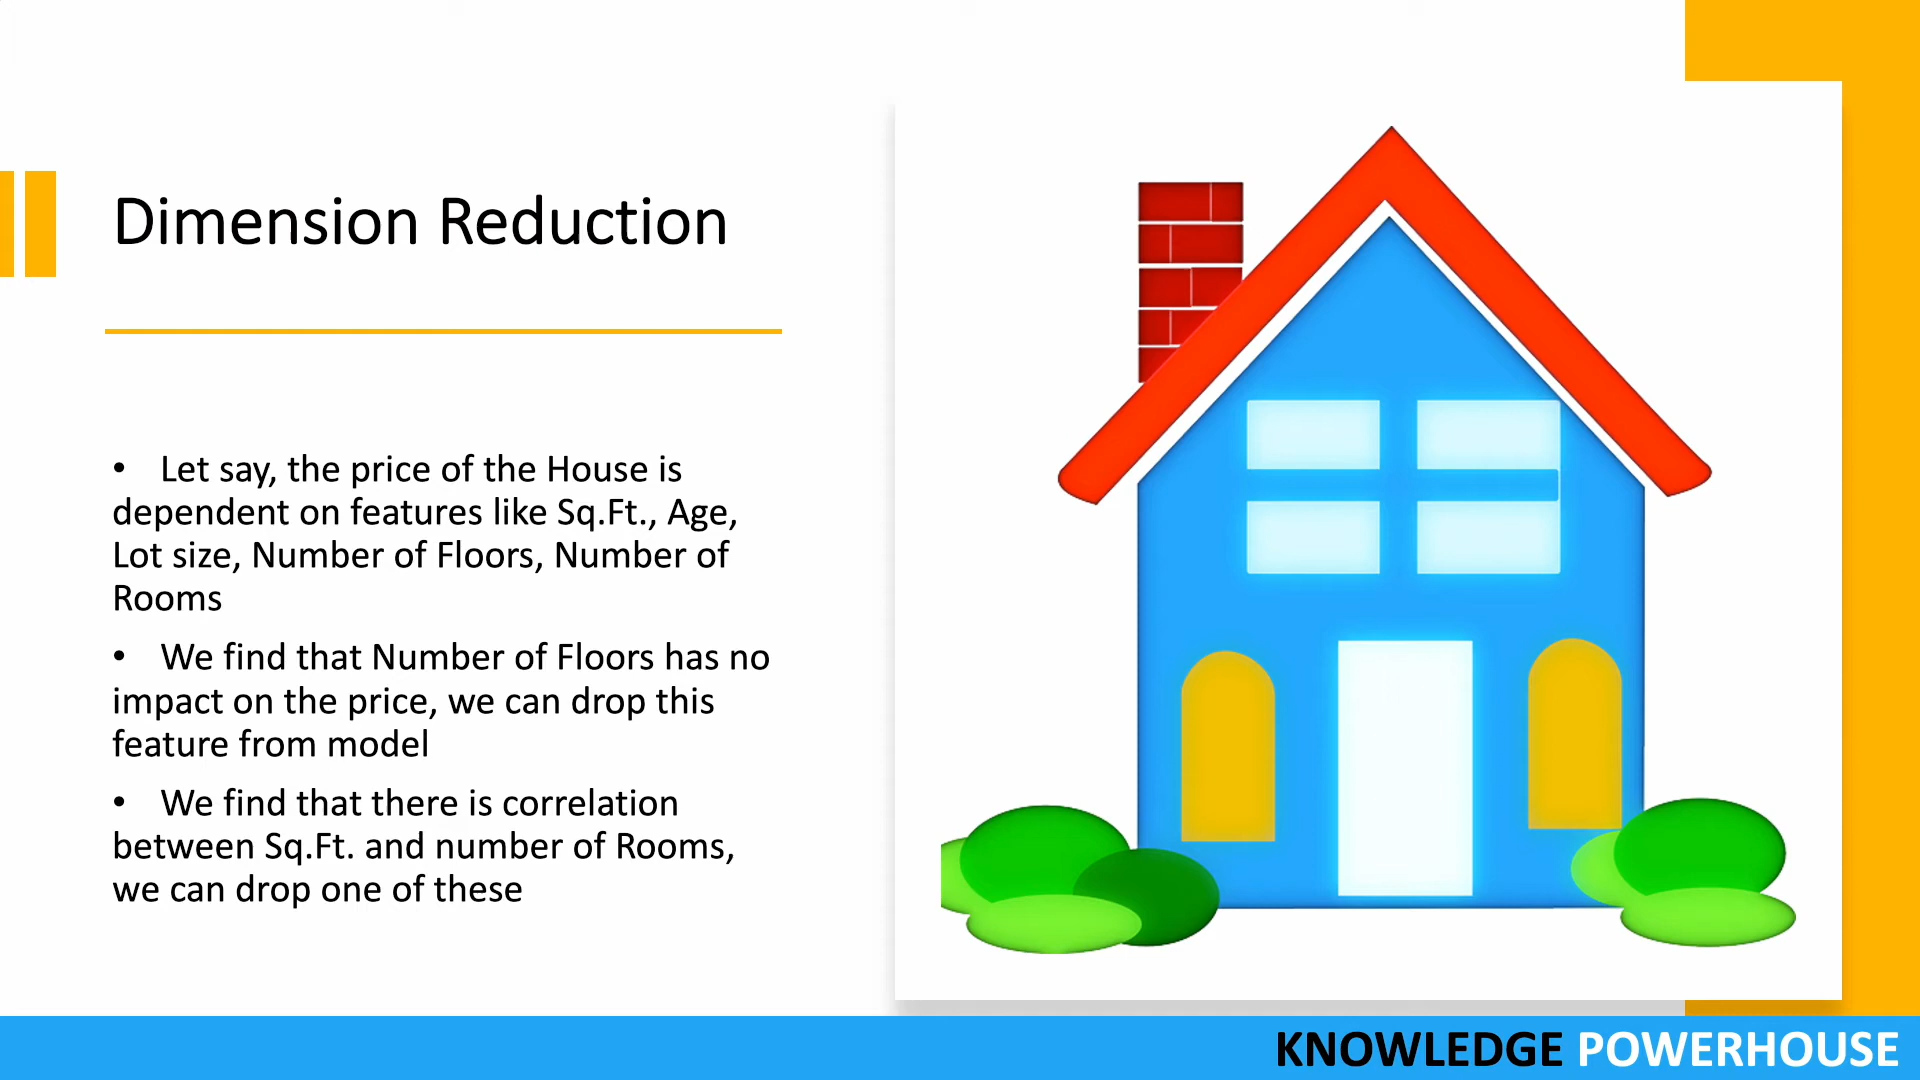 Dimension Reduction
• Let say, the price of the House is
dependent on features like Sq.Ft., Age,
Lot size, Number of Floors, Number of
Rooms
• We find that Number of Floors has no
impact on the price, we can drop this
feature from model
• We find that there is correlation
between Sq.Ft. and number of Rooms,
we can drop one of these
KNOWLEDGE POWERHOUSE